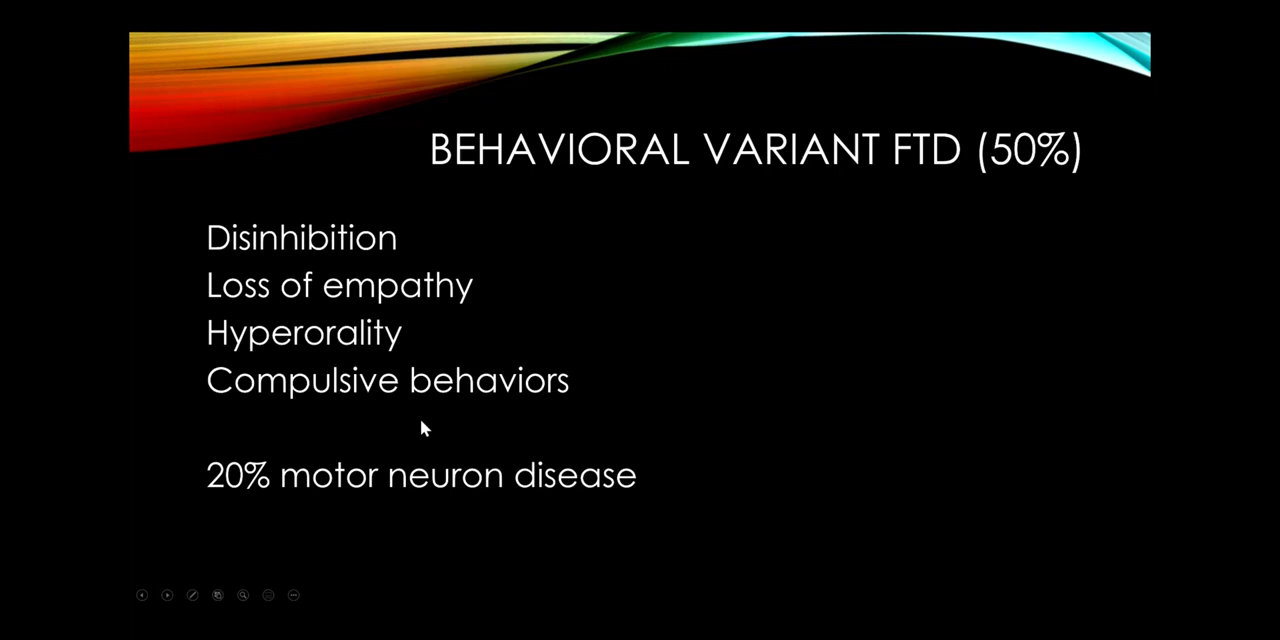 BEHAVIORAL VARIANT FTD (50%)
Disinhibition
Loss of empathy
Hyperorality
Compulsive behaviors
20% motor neuron disease